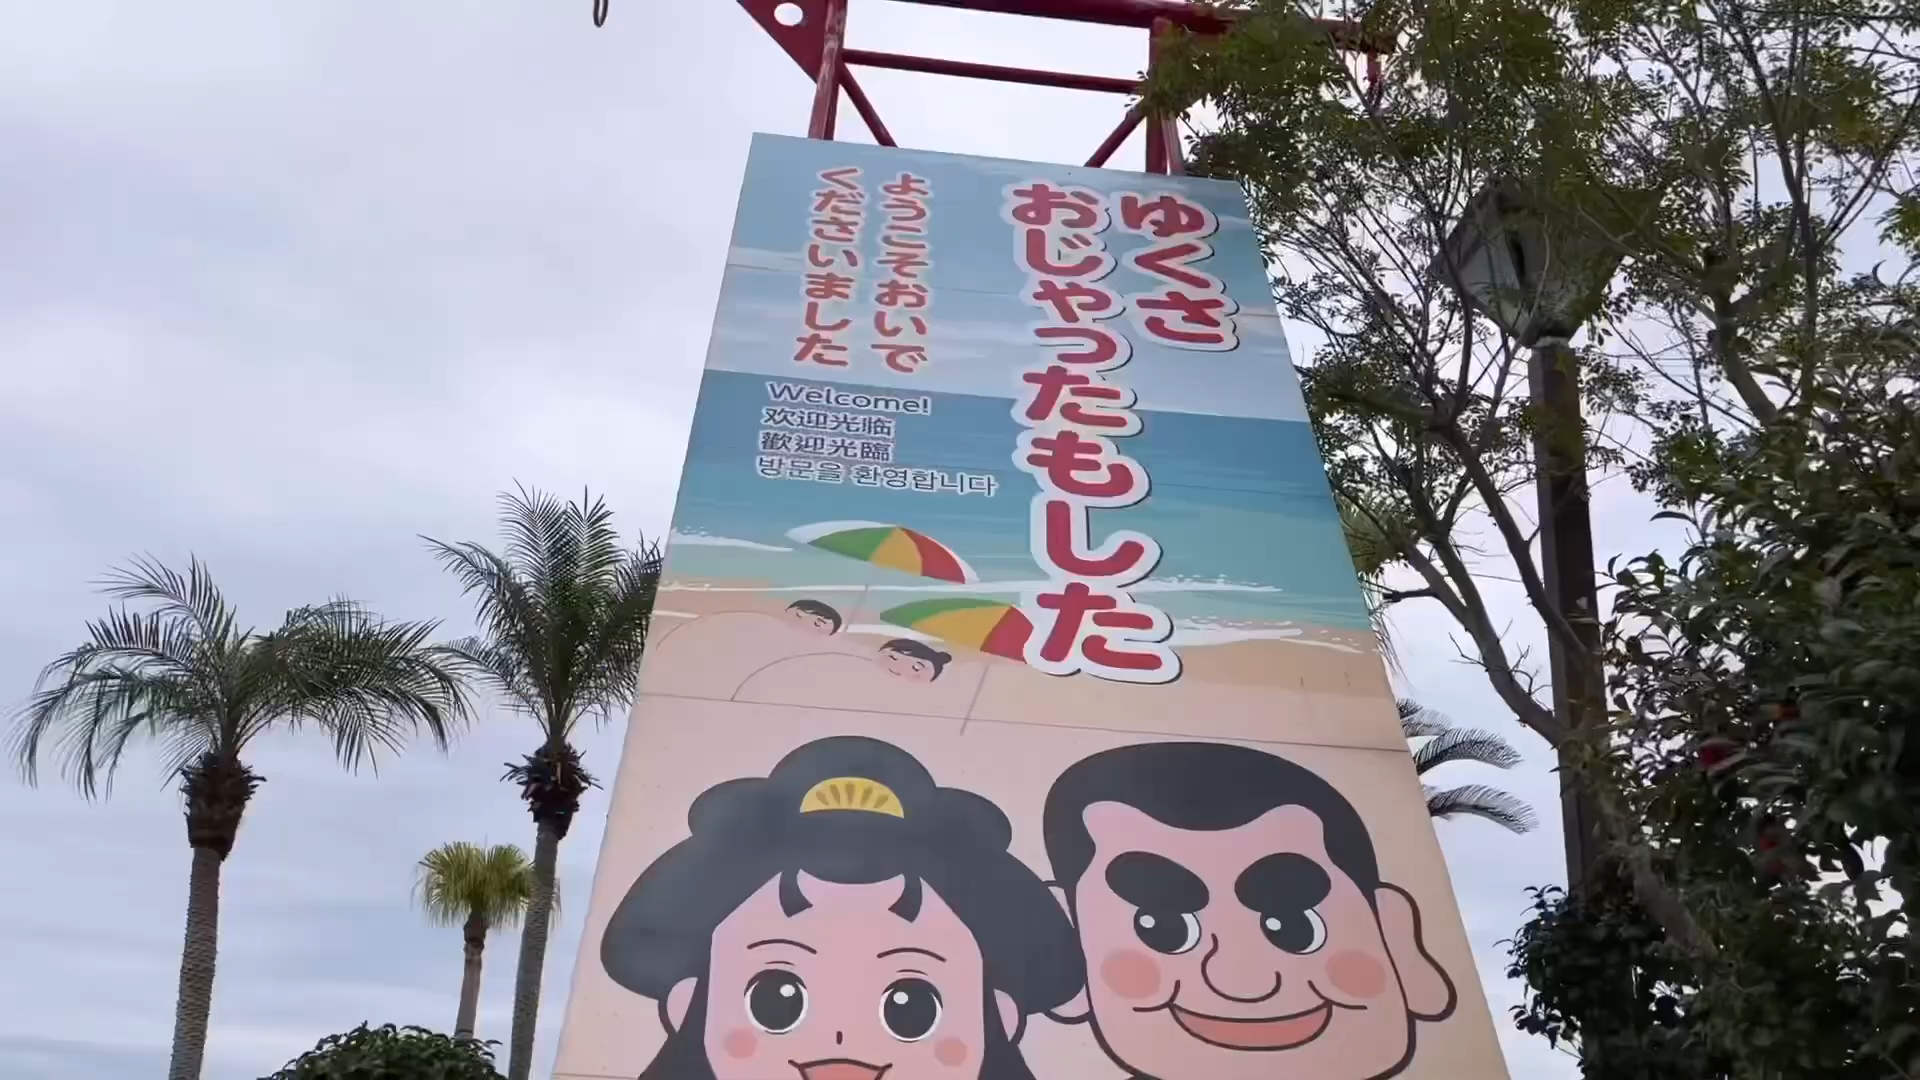 ゆくさ
おじゃったもした
ようこそおいで
くださいました
Welcome!
欢迎光临
歡迎光臨
방문을 환영합니다